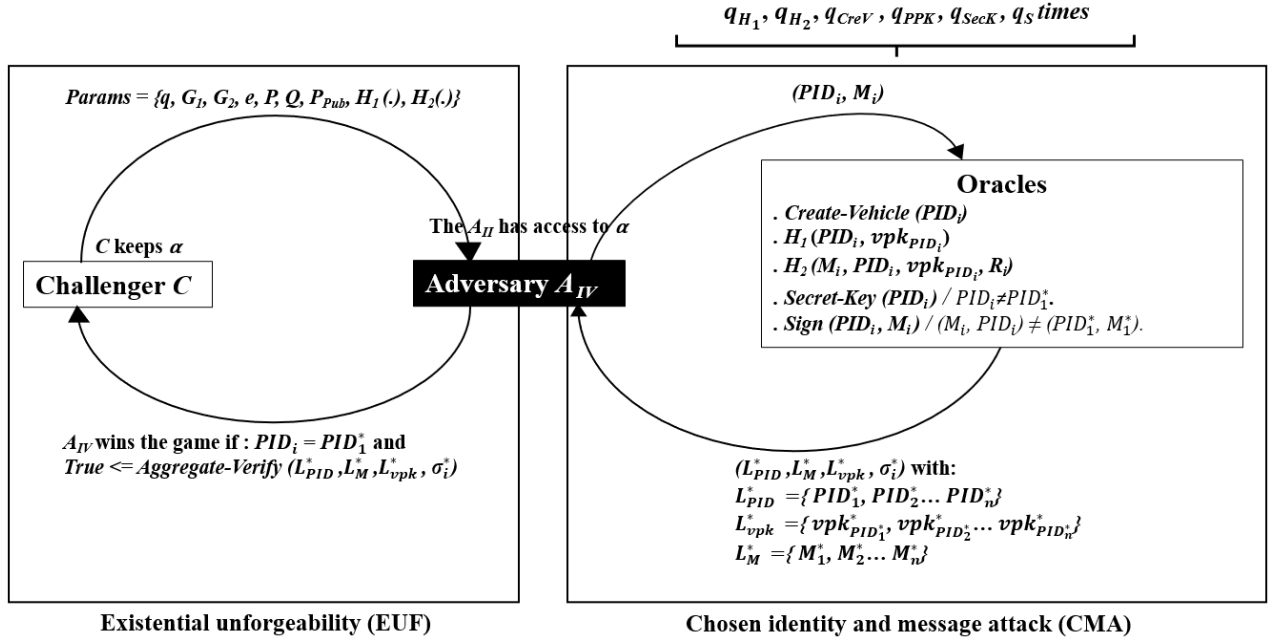 q_{H_1}, q_{H_2}, q_{CreV}, q_{PPK}, q_{SecK}, q_S times
Params = {q, G_1, G_2, e, P, Q, P_{Pub}, H_1(.), H_2(.)}
C keeps α
Challenger C
The A_{II} has access to α
Adversary A_{IV}
A_{IV} wins the game if : PID_i = PID_1^* and
True <= Aggregate-Verify (L_{PID}^*, L_M^*, L_{vpk}^*, σ_i^*)
Existential unforgeability (EUF)
(PID_i, M_i)
Oracles
. Create-Vehicle (PID_i)
. H_1(PID_i, vpk_{PID_i})
. H_2(M_i, PID_i, vpk_{PID_i}, R_i)
. Secret-Key (PID_i) / PID_i≠PID_1^*.
. Sign (PID_i, M_i) / (M_i, PID_i) ≠ (PID_1^*, M_1^*).
(L_{PID}^*, L_M^*, L_{vpk}^*, σ_i^*) with:
L_{PID}^* ={ PID_1^*, PID_2^*… PID_n^*}
L_{vpk}^* ={ vpk_{PID_1^*}^*, vpk_{PID_2^*}^*… vpk_{PID_n^*}^*}
L_M^* ={ M_1^*, M_2^*… M_n^*}
Chosen identity and message attack (CMA)